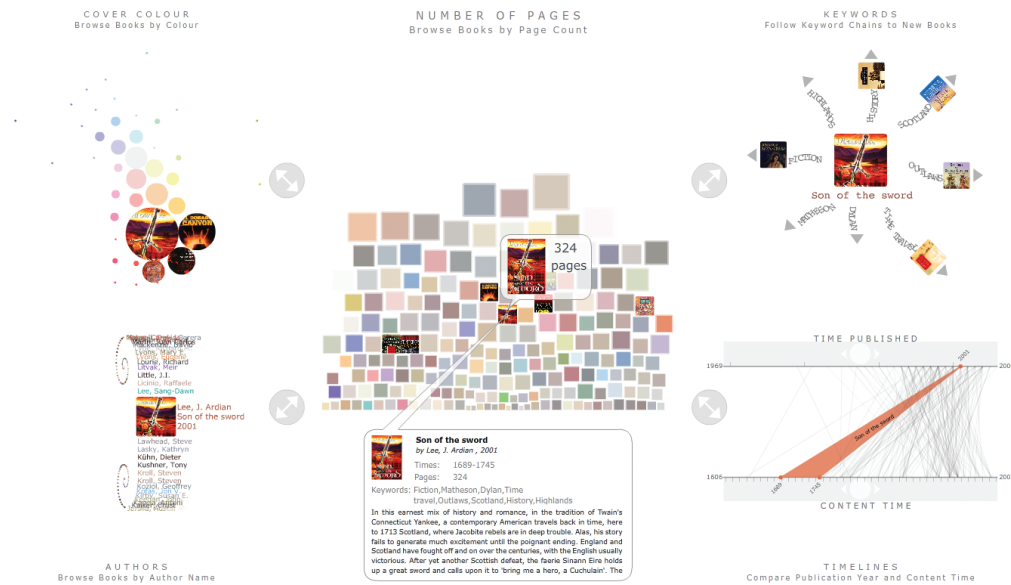 COVER COLOUR
Browse Books by Colour
NUMBER OF PAGES
Browse Books by Page Count
KEYWORDS
Follow Keyword Chains to New Books
HIGHLANDS
HISTORY
SCOTLAND
FICTION
OUTLAWS
Son of the sword
MATHESON
DYLAN
TIME TRAVEL
324
pages
Mackenzie, David
Lyons, Mary E
Lourie, Richard
Litvak, Meir
Little, J.I.
Licinio, Raffaele
Lee, Sang-Dawn
Lee, J. Ardian
Son of the sword
2001
Lawhead, Steve
Lasky, Kathryn
Kühn, Dieter
Kushner, Tony
Kroll, Steven
Kroll, Steven
Koziol, Geoffrey
TIME PUBLISHED
1969
2001
200
Son of the sword
1605
1689
1745
200
CONTENT TIME
Son of the sword
by Lee, J. Ardian , 2001
Times: 1689-1745
Pages: 324
Keywords: Fiction,Matheson,Dylan,Time
travel,Outlaws,Scotland,History,Highlands
In this earnest mix of history and romance, in the tradition of Twain's
Connecticut Yankee, a contemporary American travels back in time, here
to 1713 Scotland, where Jacobite rebels are in deep trouble. Alas, his story
fails to generate much excitement until the poignant ending. England and
Scotland have fought off and on over the centuries, with the English usually
victorious. After yet another Scottish defeat, the faerie Sinann Eire holds
up a great sword and calls upon it to 'bring me a hero, a Cuchulain'. The
AUTHORS
Browse Books by Author Name
TIMELINES
Compare Publication Year and Content Time